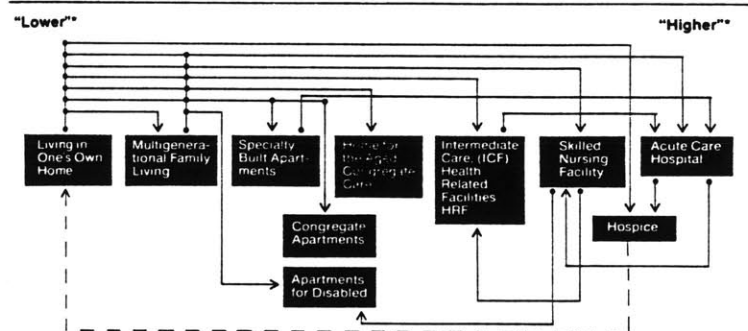 "Lower"*
"Higher"*
Living in
One's Own
Home
Multigenera-
tional Family
Living
Specialty
Built Apart-
ments
Home for
the Aged
Congregate
Care
Intermediate
Care, (ICF)
Health
Related
Facilities
HRF
Skilled
Nursing
Facility
Acute Care
Hospital
Congregate
Apartments
Hospice
Apartments
for Disabled